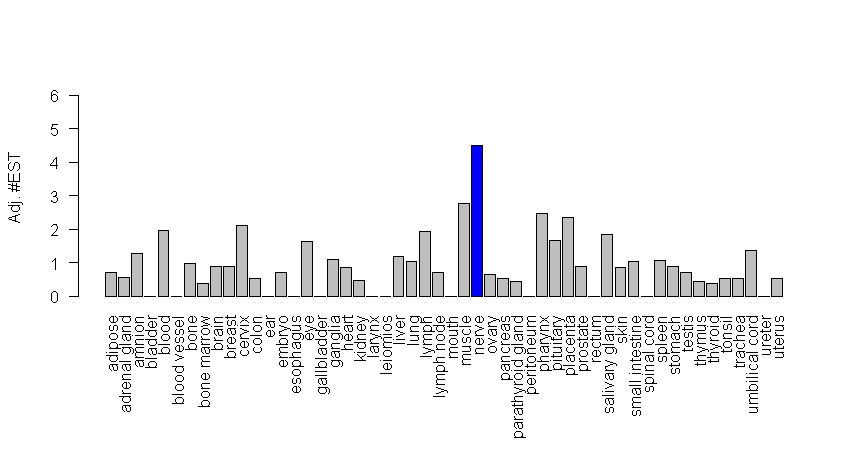 Adj. #EST
6
5
4
3
2
1
0
adipose
adrenal gland
amnion
bladder
blood
blood vessel
bone
bone marrow
brain
breast
cervix
colon
ear
embryo
esophagus
eye
gallbladder
ganglia
heart
kidney
larynx
leiomios
liver
lung
lymph
lymph node
mouth
muscle
nerve
ovary
pancreas
parathyroid gland
peritoneum
pharynx
pituitary
placenta
prostate
rectum
salivary gland
skin
small intestine
spinal cord
spleen
stomach
testis
thymus
thyroid
tonsil
trachea
umbilical cord
ureter
uterus